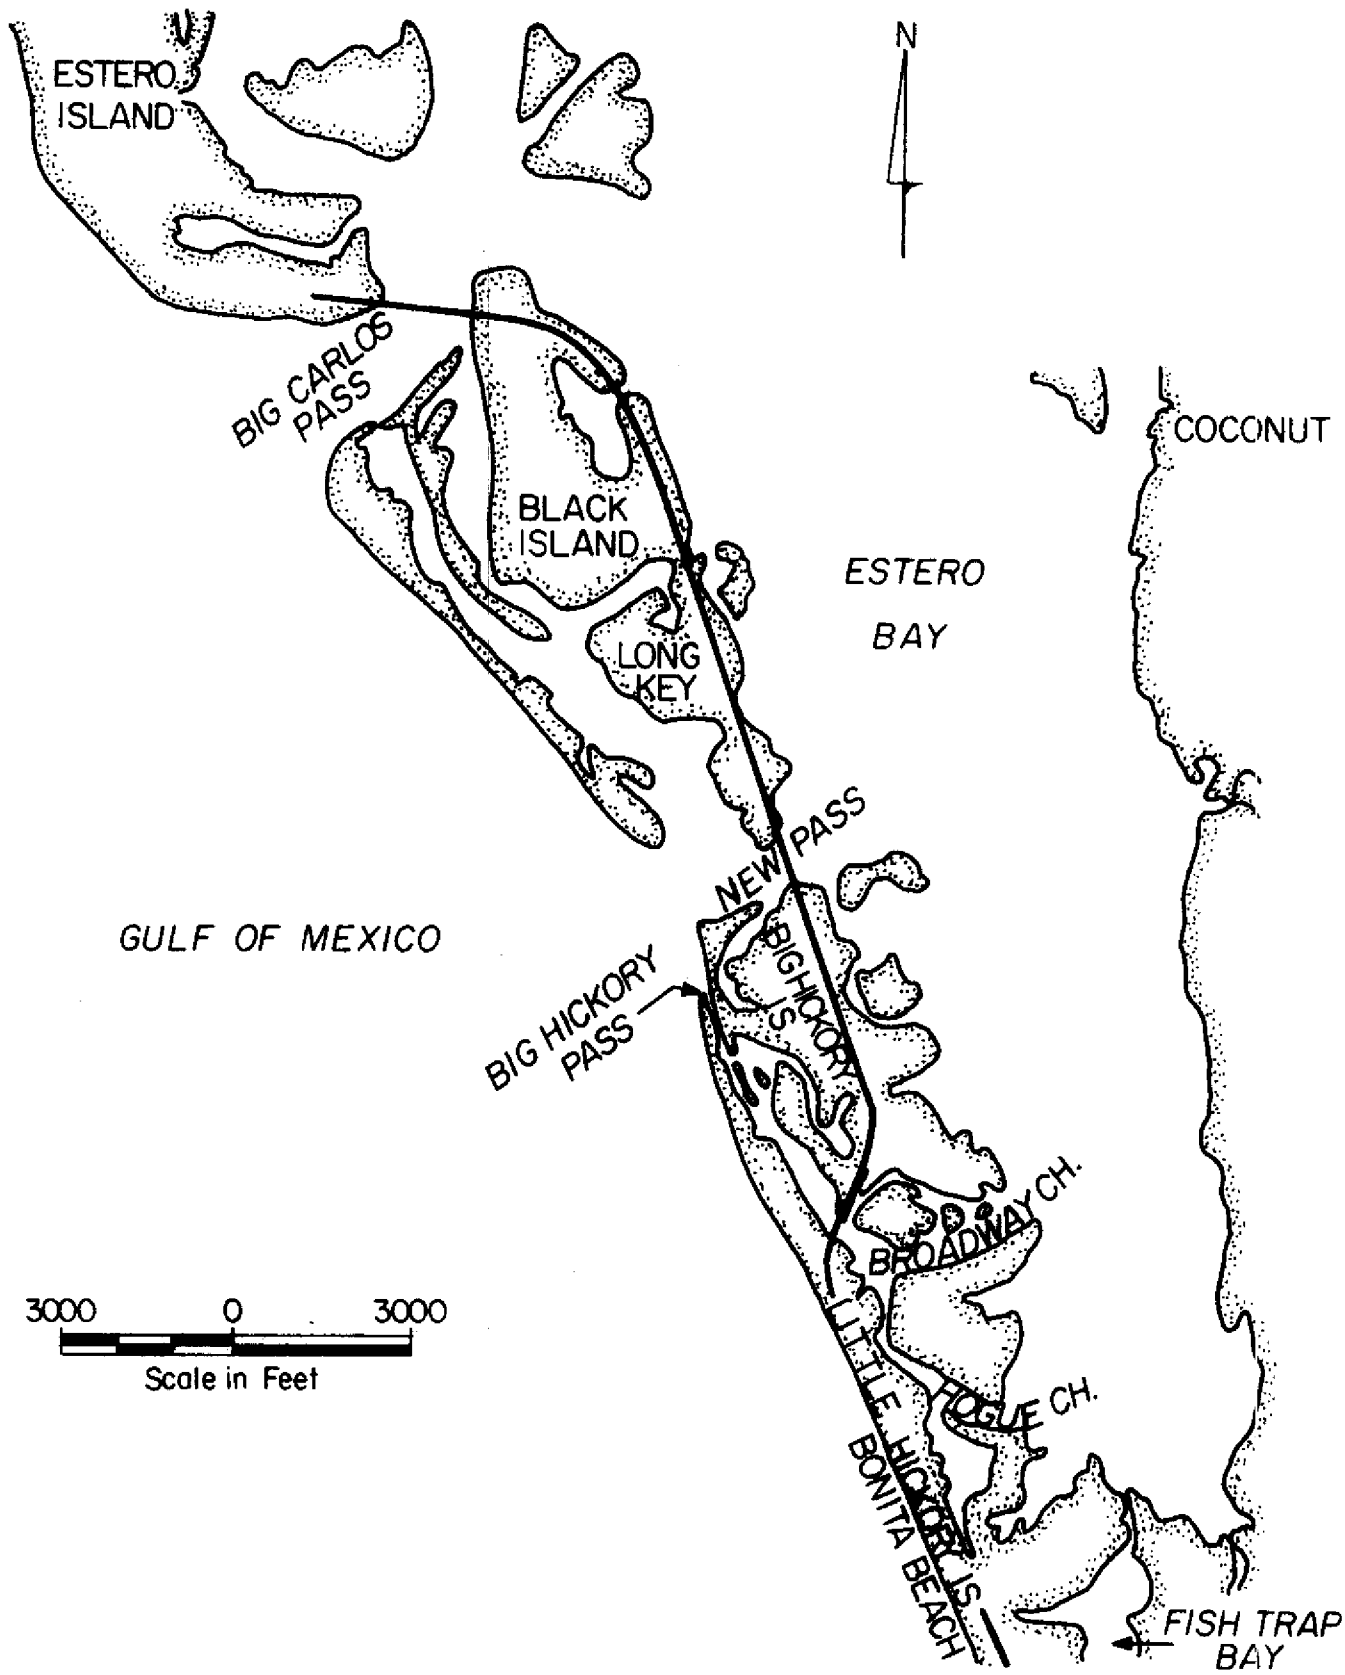 N
ESTERO
ISLAND
BIG CARLOS
PASS
COCONUT
BLACK
ISLAND
ESTERO
BAY
LONG
KEY
NEW PASS
GULF OF MEXICO
BIG HICKORY
IS
BIG HICKORY
PASS
BROADWAY CH.
3000 0 3000
Scale in Feet
LITTLE HICKORY IS.
HOGUE CH.
BONITA BEACH
FISH TRAP
BAY